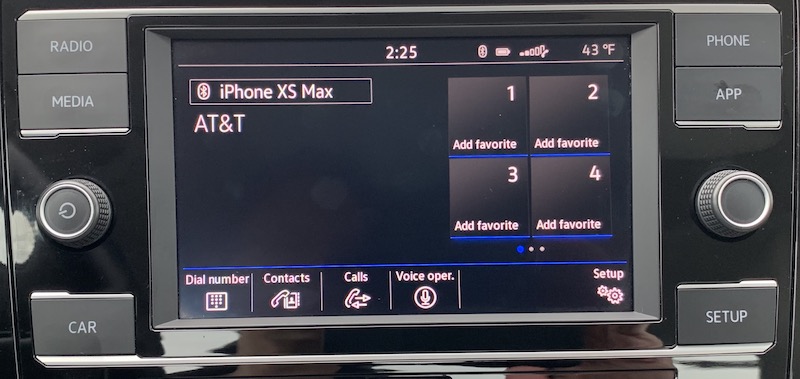 RADIO
MEDIA
CAR
2:25
43 °F
iPhone XS Max
AT&T
1
2
Add favorite
Add favorite
3
4
Add favorite
Add favorite
Dial number
Contacts
Calls
Voice oper.
Setup
PHONE
APP
SETUP